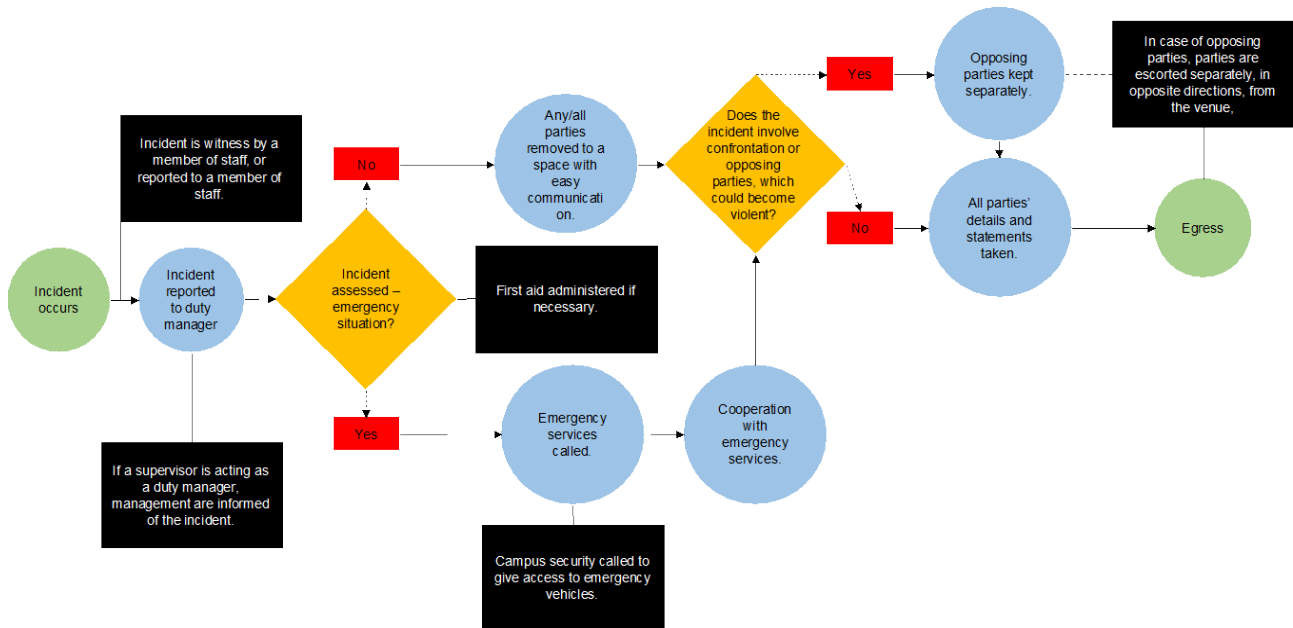 Incident
occurs
Incident is witness by a
member of staff, or
reported to a member of
staff.
Incident
reported
to duty
manager
If a supervisor is acting as
a duty manager,
management are informed
of the incident.
Incident
assessed –
emergency
situation?
No
Yes
First aid administered if
necessary.
Any/all
parties
removed to a
space with
easy
communicati
on.
Emergency
services
called.
Campus security called to
give access to emergency
vehicles.
Cooperation
with
emergency
services.
Does the
incident involve
confrontation or
opposing
parties, which
could become
violent?
Yes
No
Opposing
parties kept
separately.
All parties’
details and
statements
taken.
In case of opposing
parties, parties are
escorted separately, in
opposite directions, from
the venue,
Egress